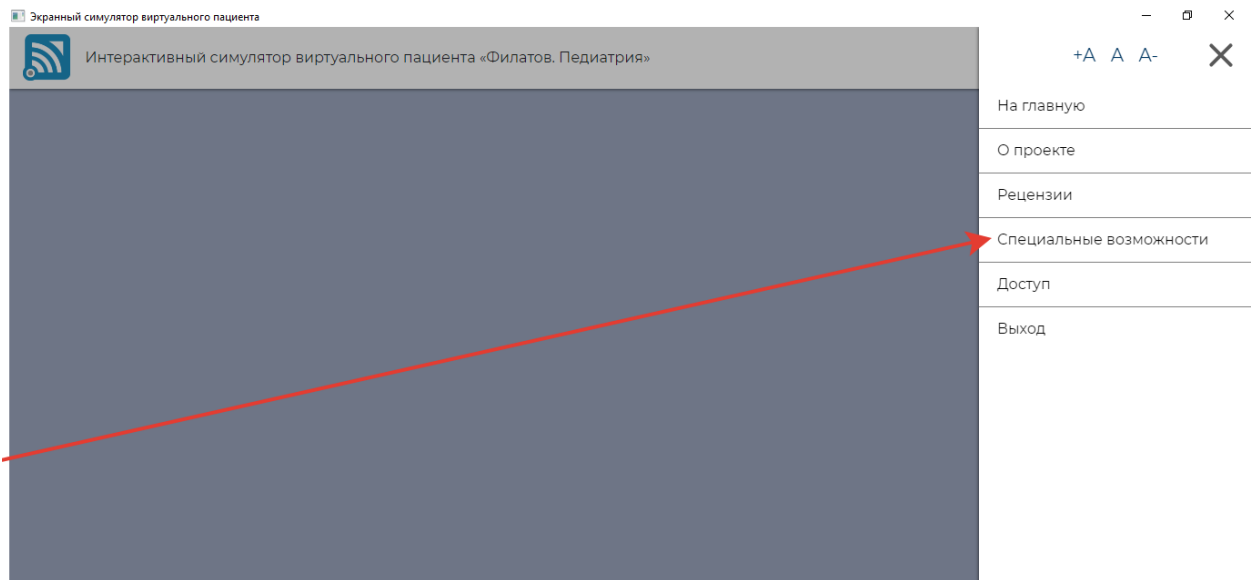 Экранный симулятор виртуального пациента
Интерактивный симулятор виртуального пациента «Филатов. Педиатрия»
+A A A-
На главную
О проекте
Рецензии
Специальные возможности
Доступ
Выход